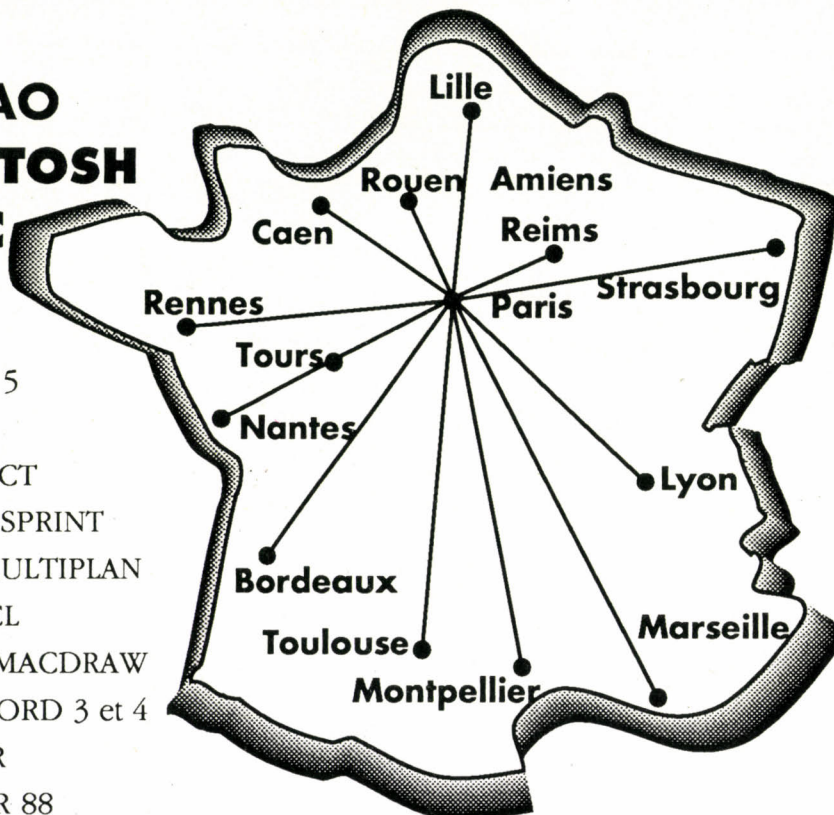 AO
TOSH
5
CT
SPRINT
ULTIPLAN
EL
MACDRAW
ORD 3 et 4
R
R 88
Lille
Rouen Amiens
Caen Reims
Rennes Paris Strasbourg
Tours
Nantes
Lyon
Bordeaux
Toulouse Marseille
Montpellier